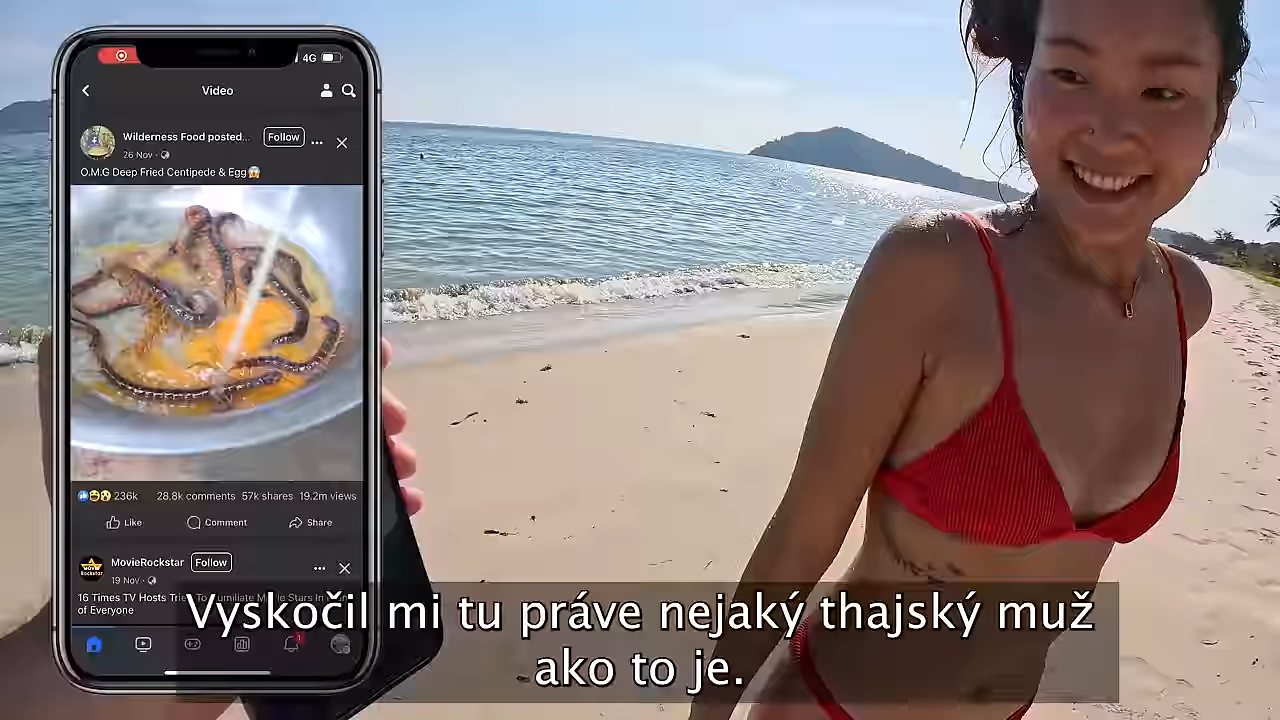 4G
Video
Wilderness Food posted...
Follow
26 Nov
O.M.G Deep Fried Centipede & Egg
236k 28.8k comments 57k shares 19.2m views
Like Comment Share
MovieRockstar
Follow
19 Nov
16 Times TV Hosts
of Everyone
1
Vyskočil mi tu práve nejaký thajský muž
ako to je.